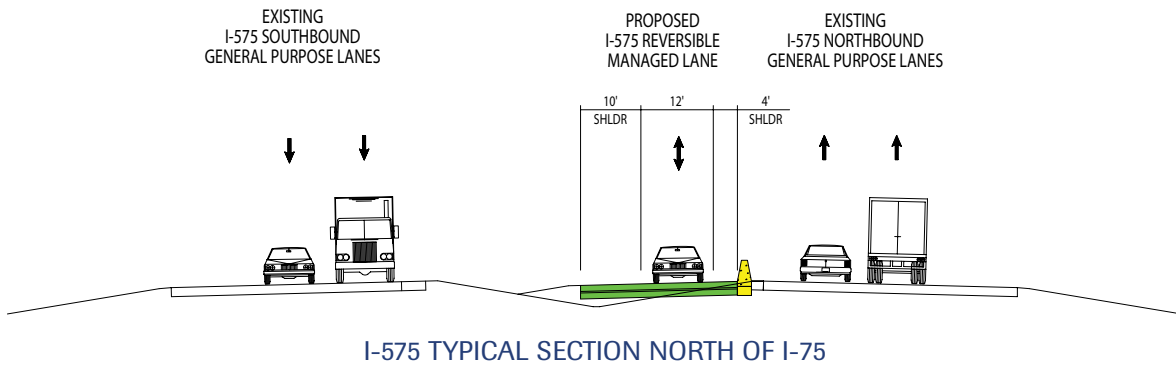 EXISTING
I-575 SOUTHBOUND
GENERAL PURPOSE LANES
PROPOSED
I-575 REVERSIBLE
MANAGED LANE
EXISTING
I-575 NORTHBOUND
GENERAL PURPOSE LANES
10' 12' 4'
SHLDR SHLDR
I-575 TYPICAL SECTION NORTH OF I-75